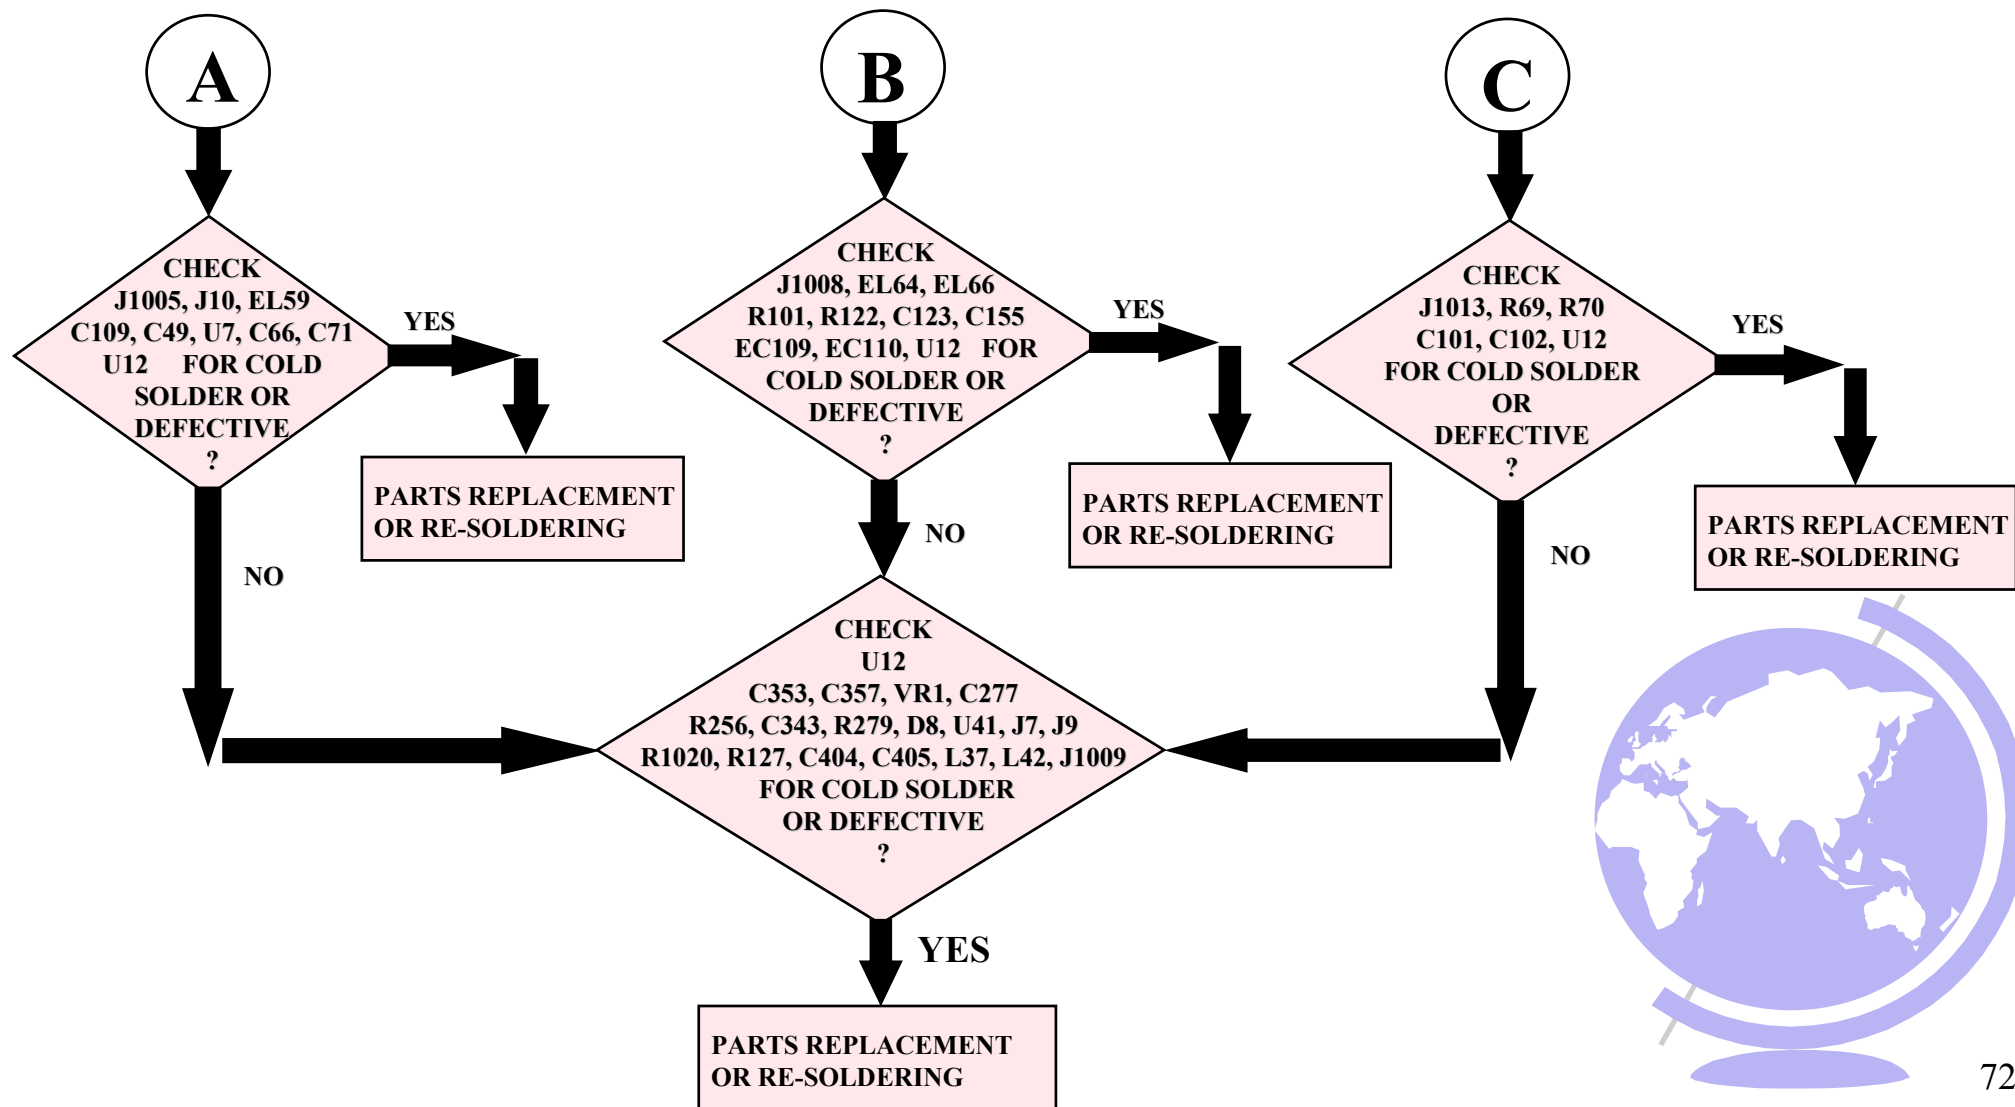 A
B
C
CHECK
J1005, J10, EL59
C109, C49, U7, C66, C71
U12 FOR COLD
SOLDER OR
DEFECTIVE
?
YES
PARTS REPLACEMENT
OR RE-SOLDERING
NO
CHECK
J1008, EL64, EL66
R101, R122, C123, C155
EC109, EC110, U12 FOR
COLD SOLDER OR
DEFECTIVE
?
YES
PARTS REPLACEMENT
OR RE-SOLDERING
NO
CHECK
J1013, R69, R70
C101, C102, U12
FOR COLD SOLDER
OR
DEFECTIVE
?
YES
PARTS REPLACEMENT
OR RE-SOLDERING
NO
CHECK
U12
C353, C357, VR1, C277
R256, C343, R279, D8, U41, J7, J9
R1020, R127, C404, C405, L37, L42, J1009
FOR COLD SOLDER
OR DEFECTIVE
?
YES
PARTS REPLACEMENT
OR RE-SOLDERING
72